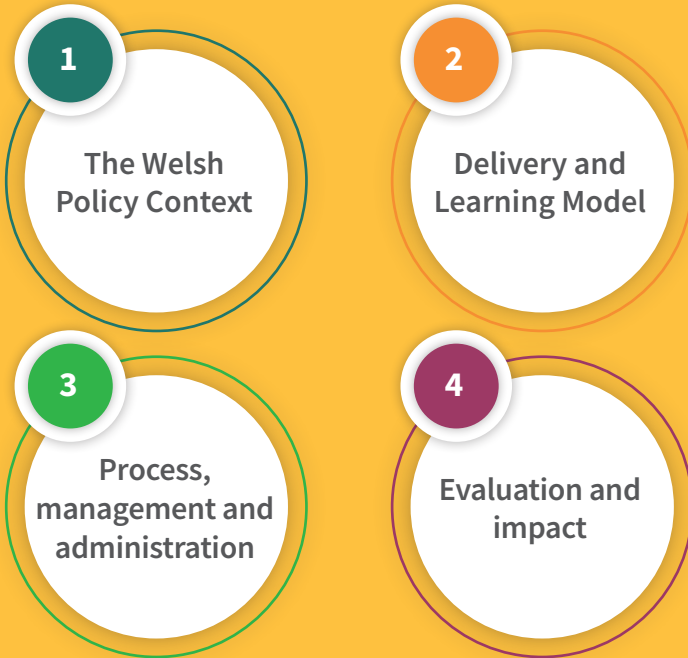 1
The Welsh
Policy Context
2
Delivery and
Learning Model
3
Process,
management and
administration
4
Evaluation and
impact